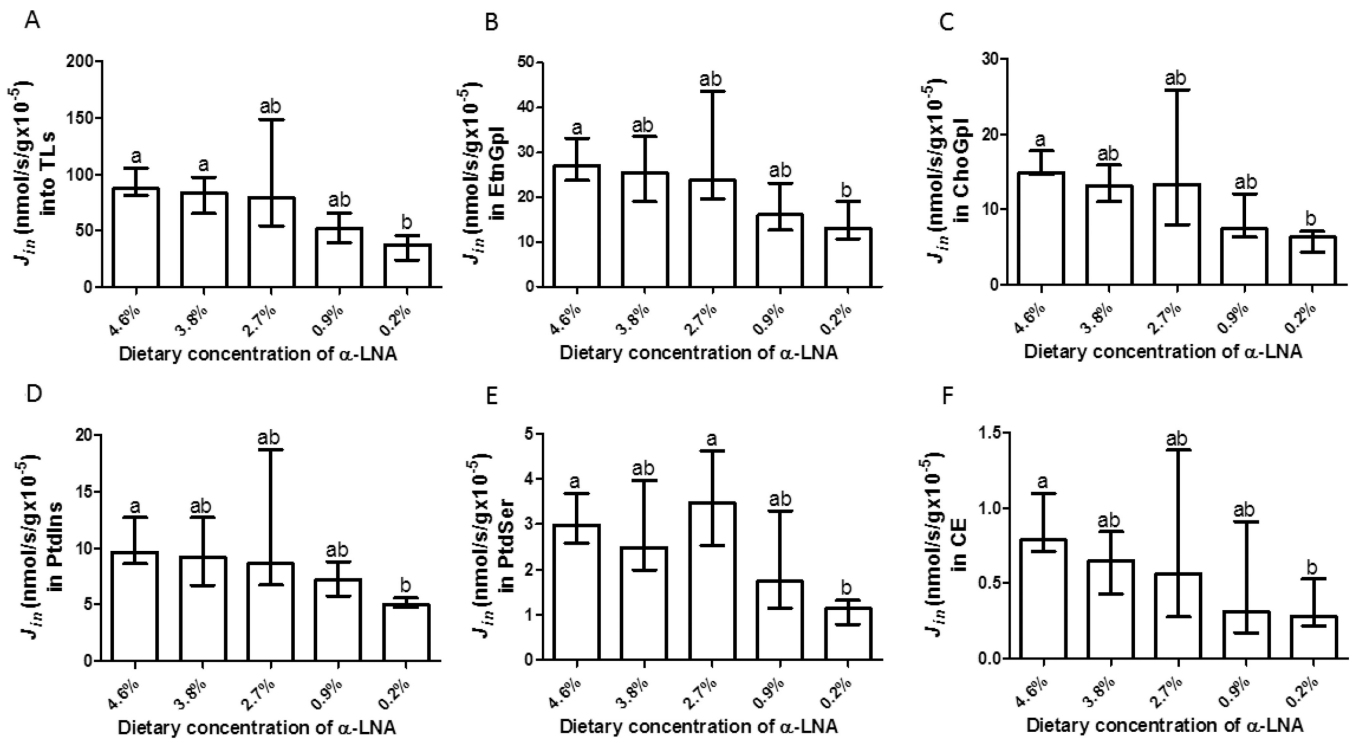 A
J_in (nmol/s/gx10^-5)
into TLs
200
150
100
50
0
a
a
ab
ab
b
4.6%
3.8%
2.7%
0.9%
0.2%
Dietary concentration of α-LNA
B
J_in (nmol/s/gx10^-5)
in EtnGpl
50
40
30
20
10
0
a
ab
ab
ab
b
4.6%
3.8%
2.7%
0.9%
0.2%
Dietary concentration of α-LNA
C
J_in (nmol/s/gx10^-5)
in ChoGpl
30
20
10
0
a
ab
ab
ab
b
4.6%
3.8%
2.7%
0.9%
0.2%
Dietary concentration of α-LNA
D
J_in (nmol/s/gx10^-5)
in PtdIns
20
15
10
5
0
a
ab
ab
ab
b
4.6%
3.8%
2.7%
0.9%
0.2%
Dietary concentration of α-LNA
E
J_in (nmol/s/gx10^-5)
in PtdSer
5
4
3
2
1
0
a
ab
a
ab
b
4.6%
3.8%
2.7%
0.9%
0.2%
Dietary concentration of α-LNA
F
J_in (nmol/s/gx10^-5)
in CE
1.5
1.0
0.5
0.0
a
ab
ab
ab
b
4.6%
3.8%
2.7%
0.9%
0.2%
Dietary concentration of α-LNA